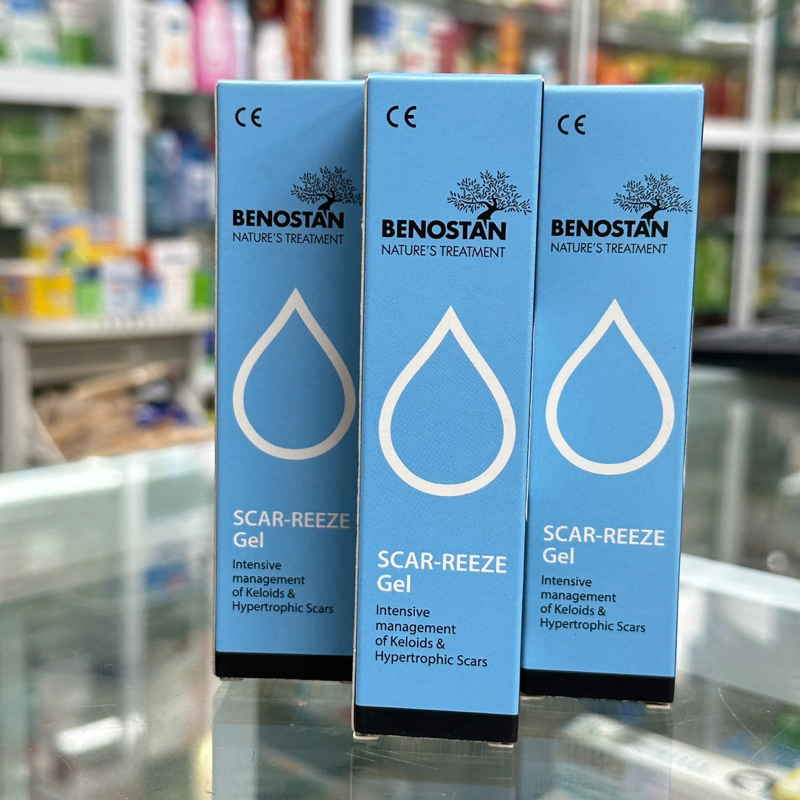 CE
BENOSTAN
NATURE'S TREATMENT
SCAR-REEZE
Gel
Intensive
management
of Keloids &
Hypertrophic Scars
CE
BENOSTAN
NATURE'S TREATMENT
SCAR-REEZE
Gel
Intensive
management
of Keloids &
Hypertrophic Scars
CE
BENOSTAN
NATURE'S TREATMENT
SCAR-REEZE
Gel
Intensive
management
of Keloids &
Hypertrophic Scars